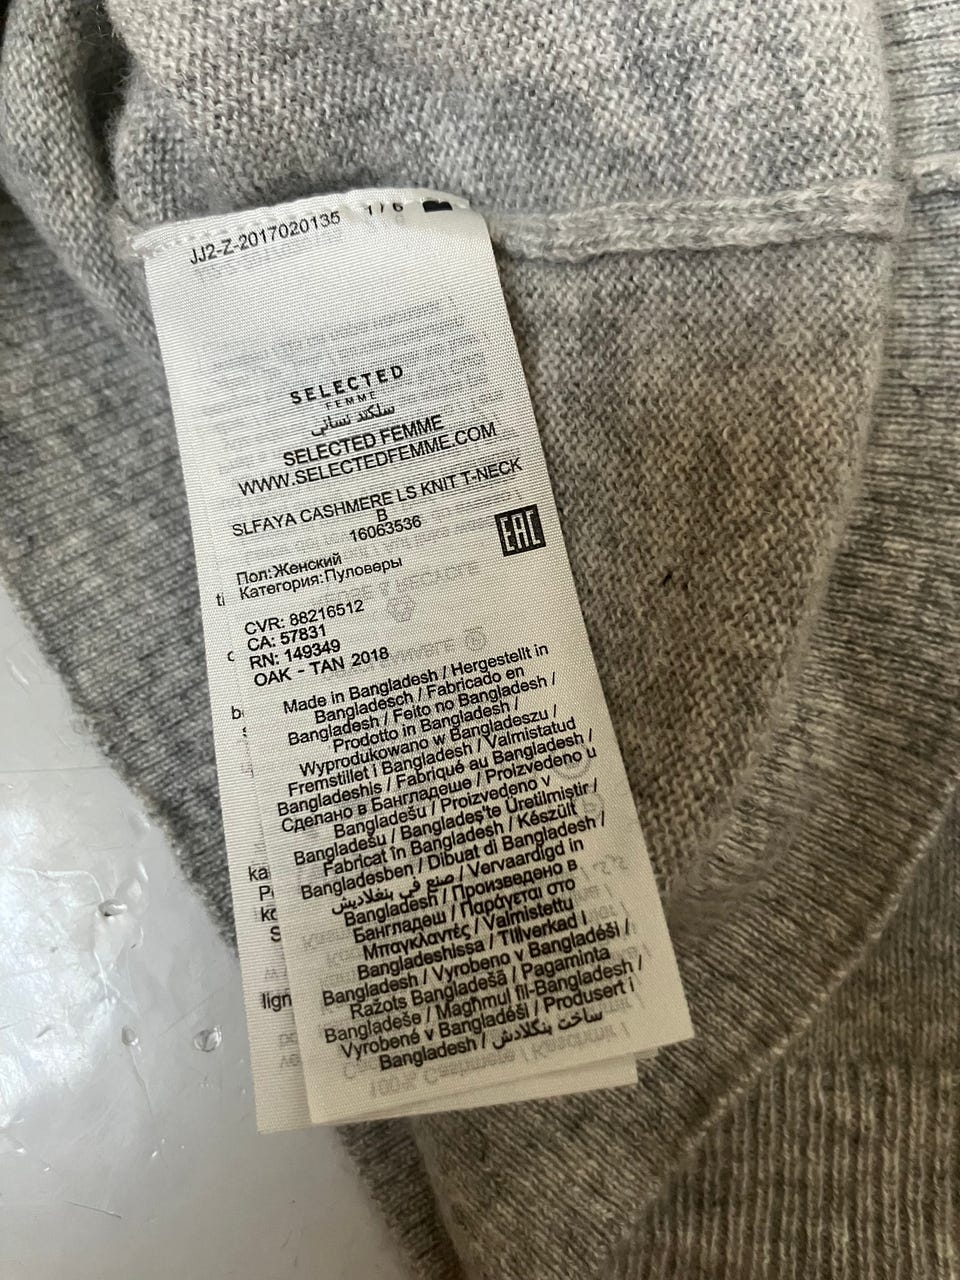 JJ2-Z-2017020135 1 / 6
SELECTED
FEMME
سلكتد نسائي
SELECTED FEMME
WWW.SELECTEDFEMME.COM
SLFAYA CASHMERE LS KNIT T-NECK
B
16063536
EAC
Пол:Женский
Категория:Пуловеры
CVR: 88216512
CA: 57831
RN: 149349
OAK - TAN 2018
Made in Bangladesh / Hergestellt in
Bangladesch / Fabricado en
Bangladesh / Feito no Bangladesh /
Prodotto in Bangladesh /
Wyprodukowano w Bangladeszu /
Fremstillet i Bangladesh / Valmistatud
Bangladeshis / Fabriqué au Bangladesh /
Сделано в Бангладеше / Proizvedeno u
Bangladešu / Proizvedeno v
Bangladešu / Bangladeş'te Üretilmiştir /
Fabricat în Bangladesh / Készült
Bangladesben / Dibuat di Bangladesh /
صنع في بنغلاديش / Vervaardigd in
Bangladesh / Произведено в
Бангладеш / Παράγεται στο
Μπαγκλαντές / Valmistettu
Bangladeshissa / Tillverkad i
Bangladesh / Vyrobeno v Bangladéši /
Ražots Bangladešā / Pagaminta
Bangladeše / Magħmul fil-Bangladesh /
Vyrobené v Bangladéši / Produsert i
Bangladesh / ساخت بنگلادش